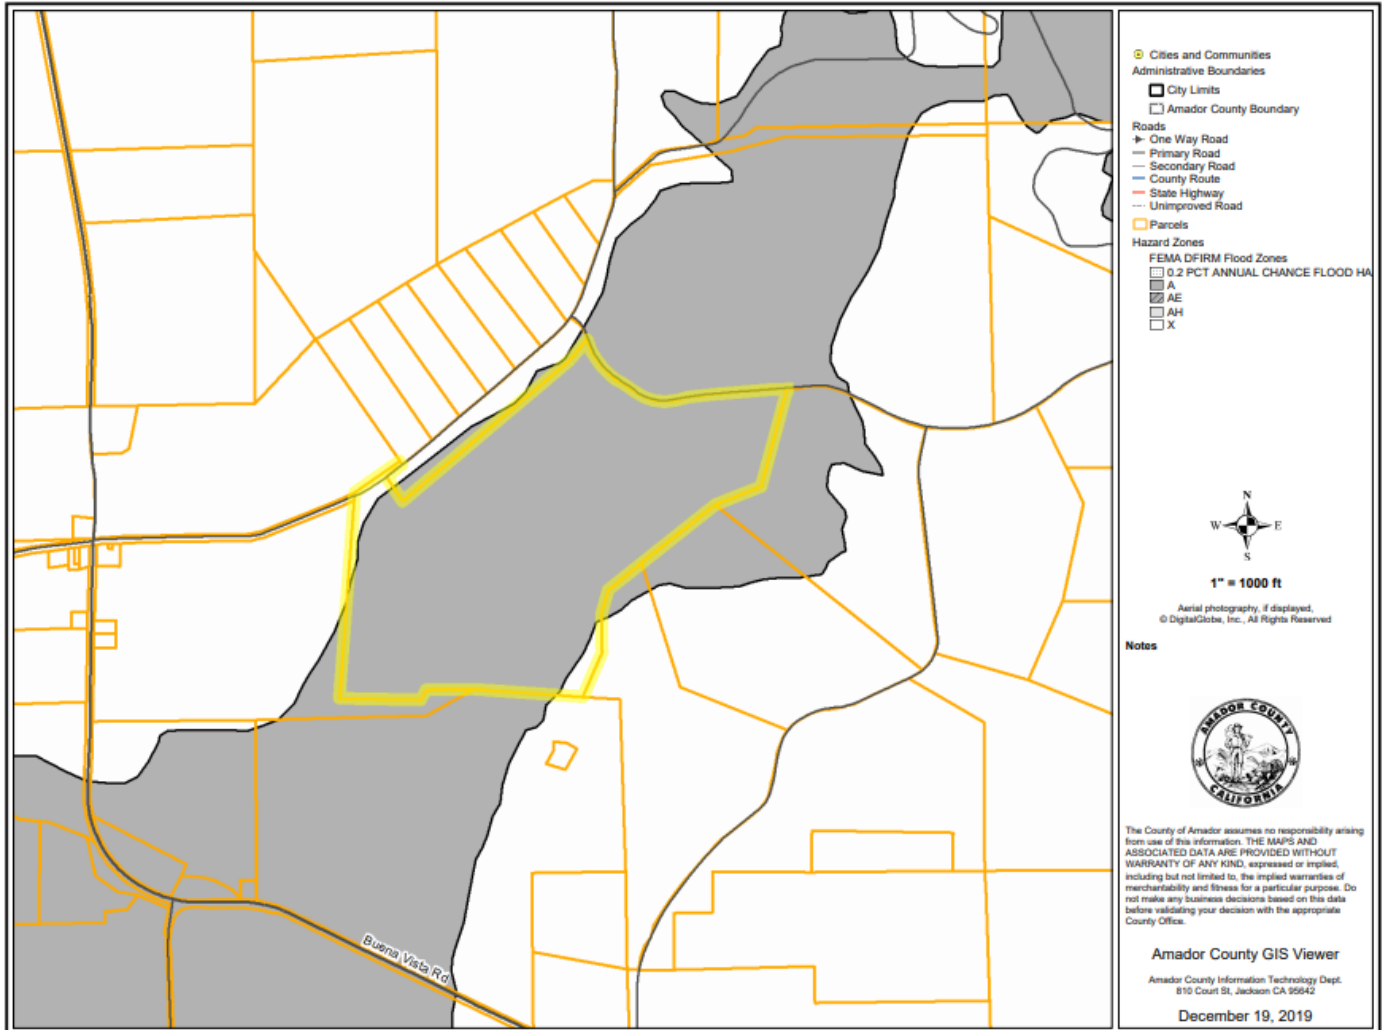 Buena Vista Rd
Cities and Communities
Administrative Boundaries
City Limits
Amador County Boundary
Roads
One Way Road
Primary Road
Secondary Road
County Route
State Highway
Unimproved Road
Parcels
Hazard Zones
FEMA DFIRM Flood Zones
0.2 PCT ANNUAL CHANCE FLOOD HA
A
AE
AH
X
N
W E
S
1" = 1000 ft
Aerial photography, if displayed,
© DigitalGlobe, Inc., All Rights Reserved
Notes
AMADOR COUNTY
CALIFORNIA
The County of Amador assumes no responsibility arising
from use of this information. THE MAPS AND
ASSOCIATED DATA ARE PROVIDED WITHOUT
WARRANTY OF ANY KIND, expressed or implied,
including but not limited to, the implied warranties of
merchantability and fitness for a particular purpose. Do
not make any business decisions based on this data
before validating your decision with the appropriate
County Office.
Amador County GIS Viewer
Amador County Information Technology Dept.
810 Court St, Jackson CA 95642
December 19, 2019